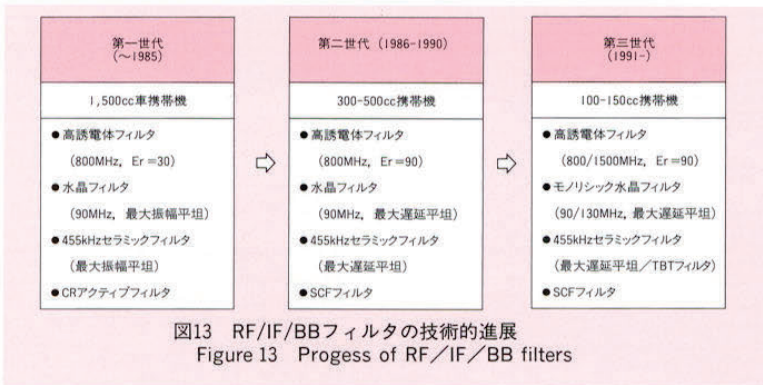 第一世代
(～1985)
1,500cc車携帯機
●高誘電体フィルタ
(800MHz, Er=30)
●水晶フィルタ
(90MHz, 最大振幅平坦)
●455kHzセラミックフィルタ
(最大振幅平坦)
●CRアクティブフィルタ
⇨
第二世代 (1986-1990)
300-500cc携帯機
●高誘電体フィルタ
(800MHz, Er=90)
●水晶フィルタ
(90MHz, 最大遅延平坦)
●455kHzセラミックフィルタ
(最大遅延平坦)
●SCFフィルタ
⇨
第三世代
(1991-)
100-150cc携帯機
●高誘電体フィルタ
(800/1500MHz, Er=90)
●モノリシック水晶フィルタ
(90/130MHz, 最大遅延平坦)
●455kHzセラミックフィルタ
(最大遅延平坦／TBTフィルタ)
●SCFフィルタ
図13 RF/IF/BBフィルタの技術的進展
Figure 13 Progess of RF／IF／BB filters